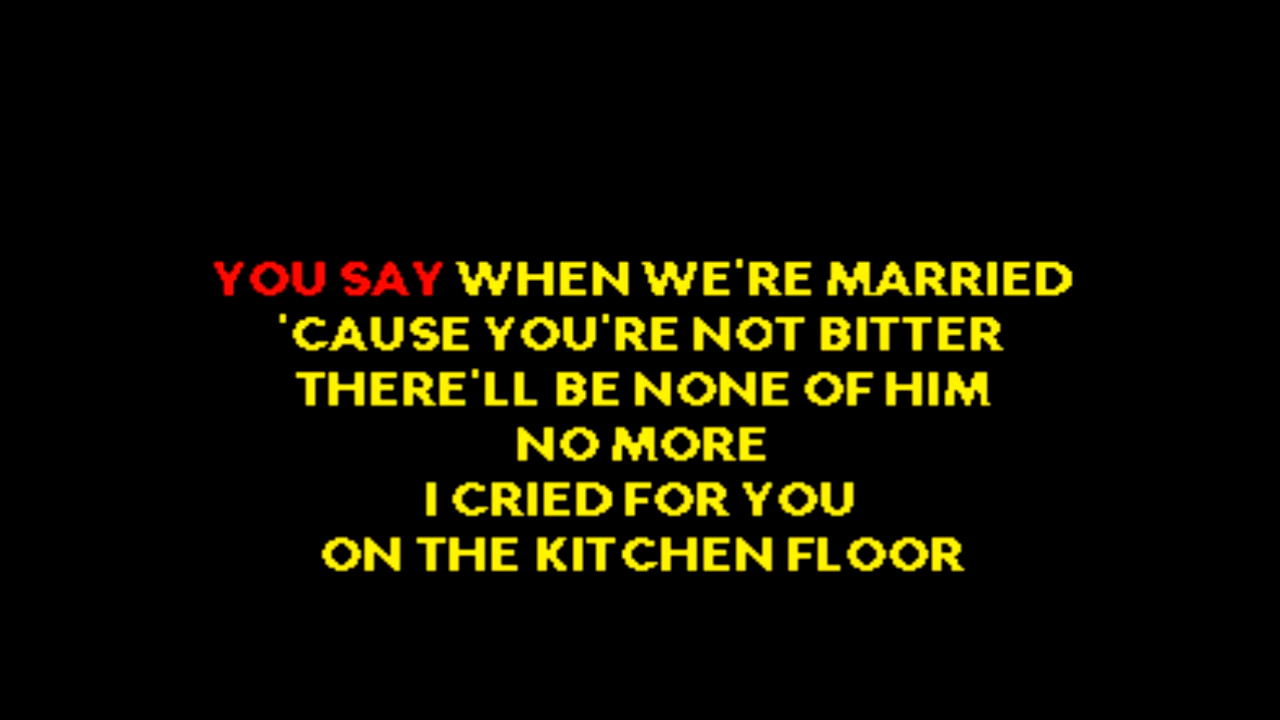 YOU SAY WHEN WE'RE MARRIED
'CAUSE YOU'RE NOT BITTER
THERE'LL BE NONE OF HIM
NO MORE
I CRIED FOR YOU
ON THE KITCHEN FLOOR